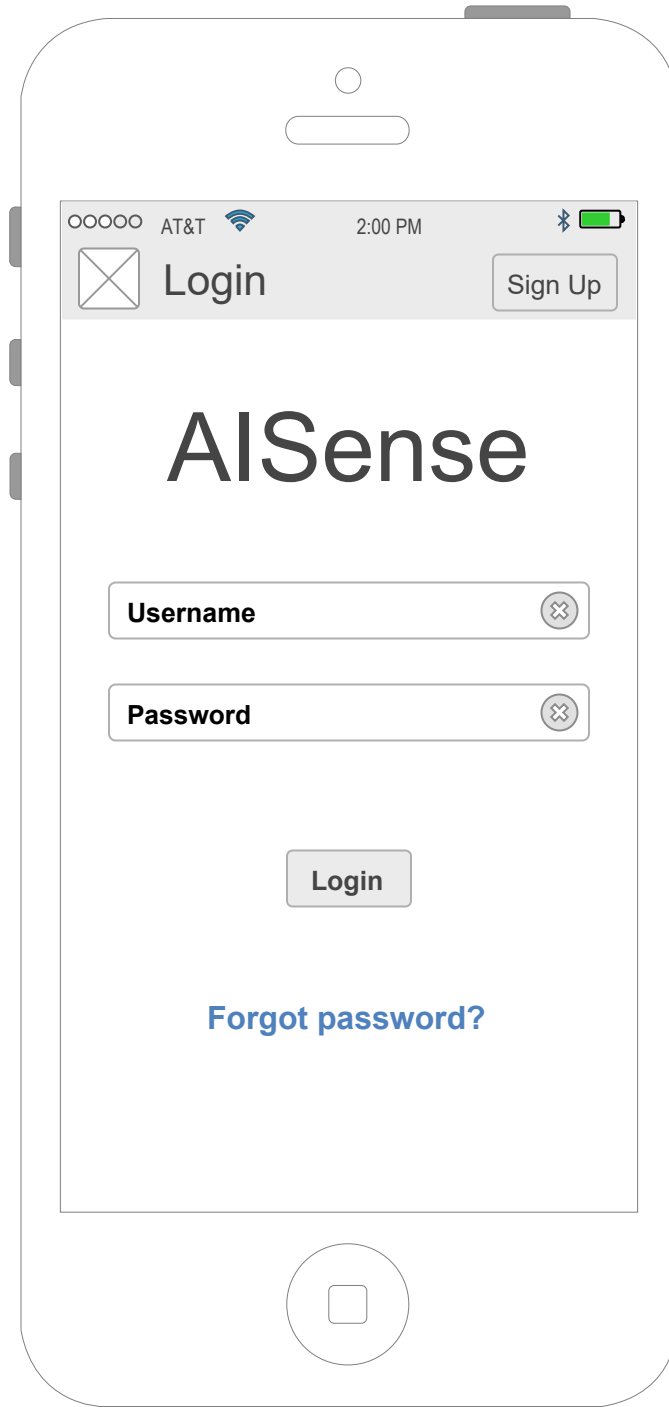 AT&T 2:00 PM
Login Sign Up
AISense
Username
Password
Login
Forgot password?